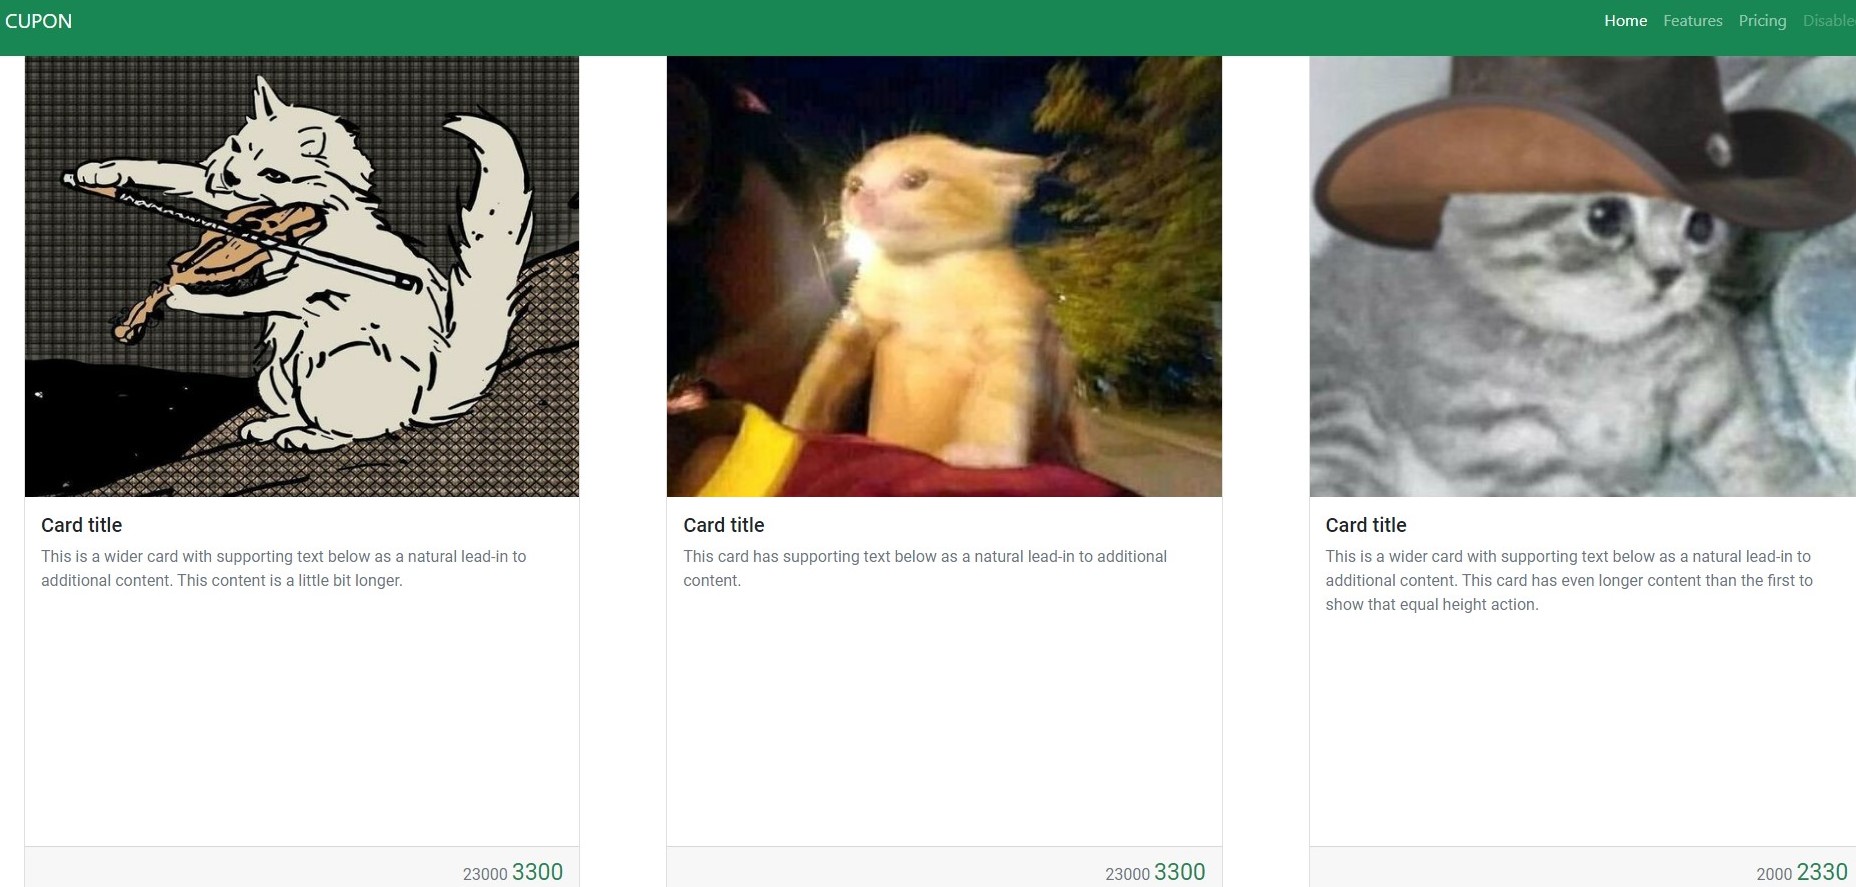 CUPON
Home Features Pricing
Card title
This is a wider card with supporting text below as a natural lead-in to
additional content. This content is a little bit longer.
23000 3300
Card title
This card has supporting text below as a natural lead-in to additional
content.
23000 3300
Card title
This is a wider card with supporting text below as a natural lead-in to
additional content. This card has even longer content than the first to
show that equal height action.
2000 2330